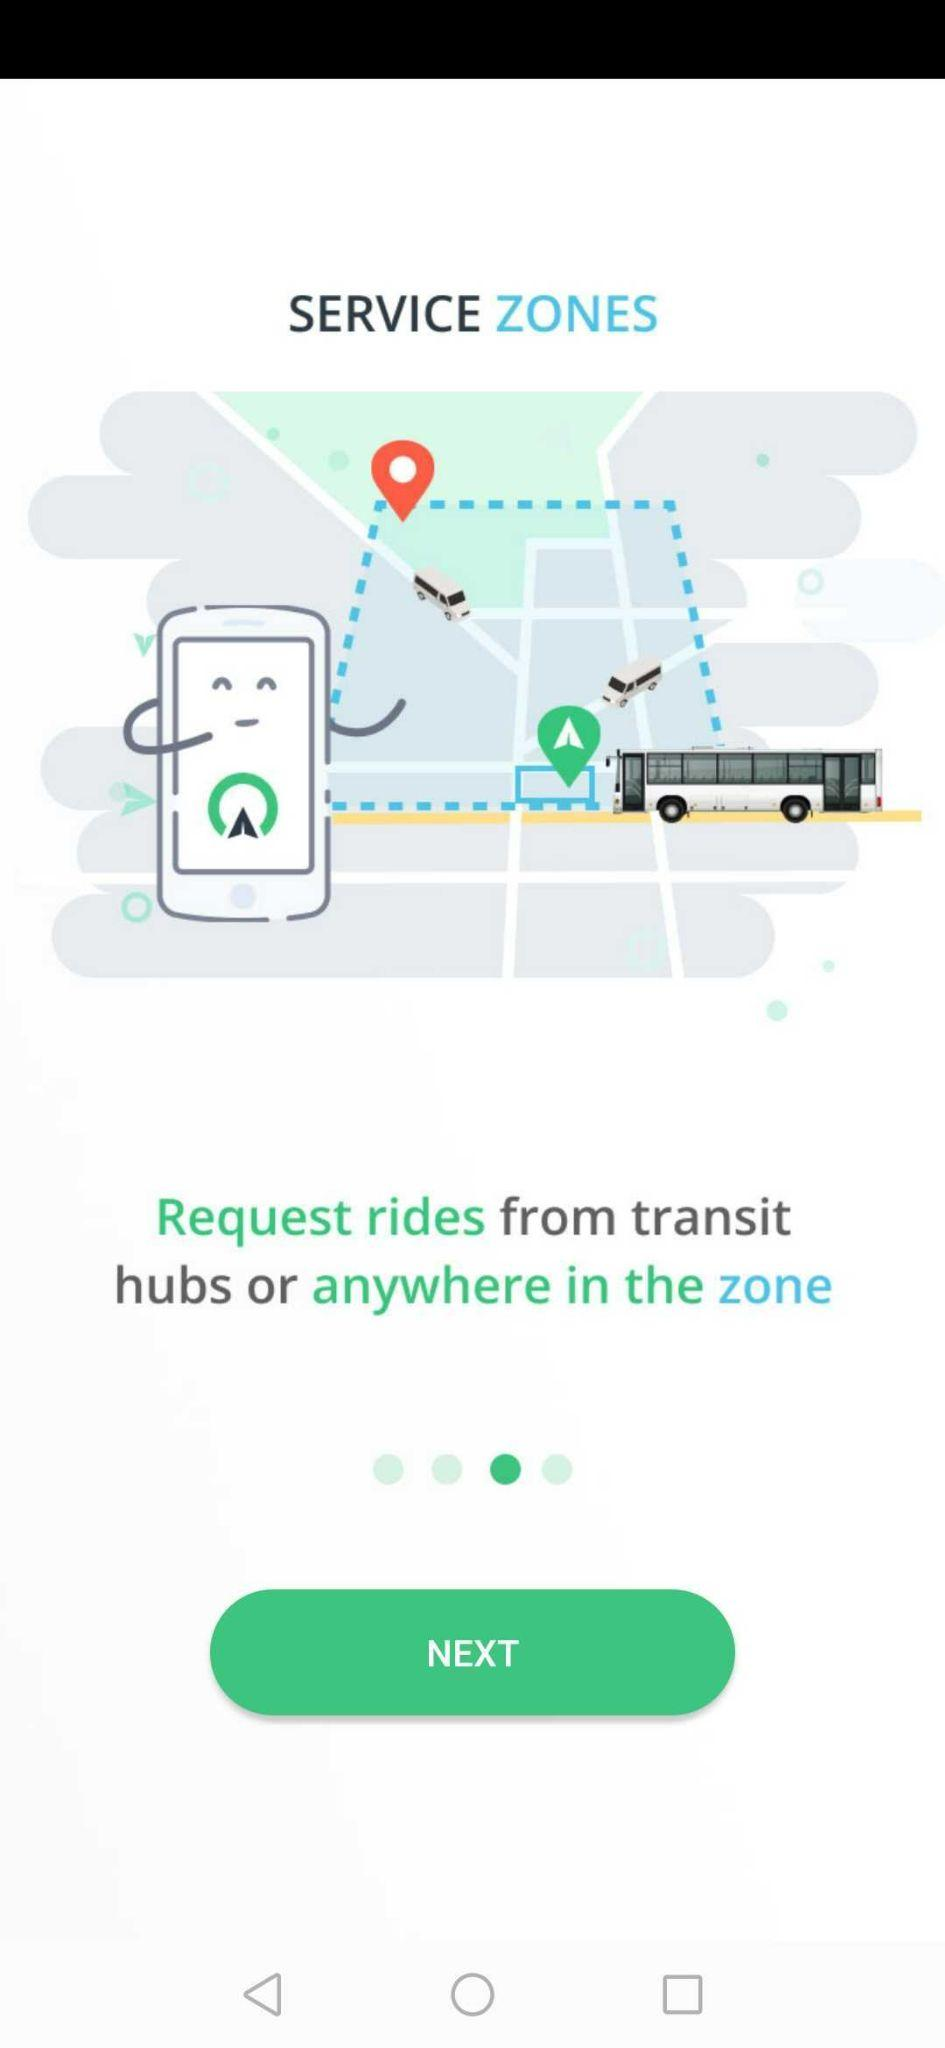 SERVICE ZONES
Request rides from transit
hubs or anywhere in the zone
NEXT